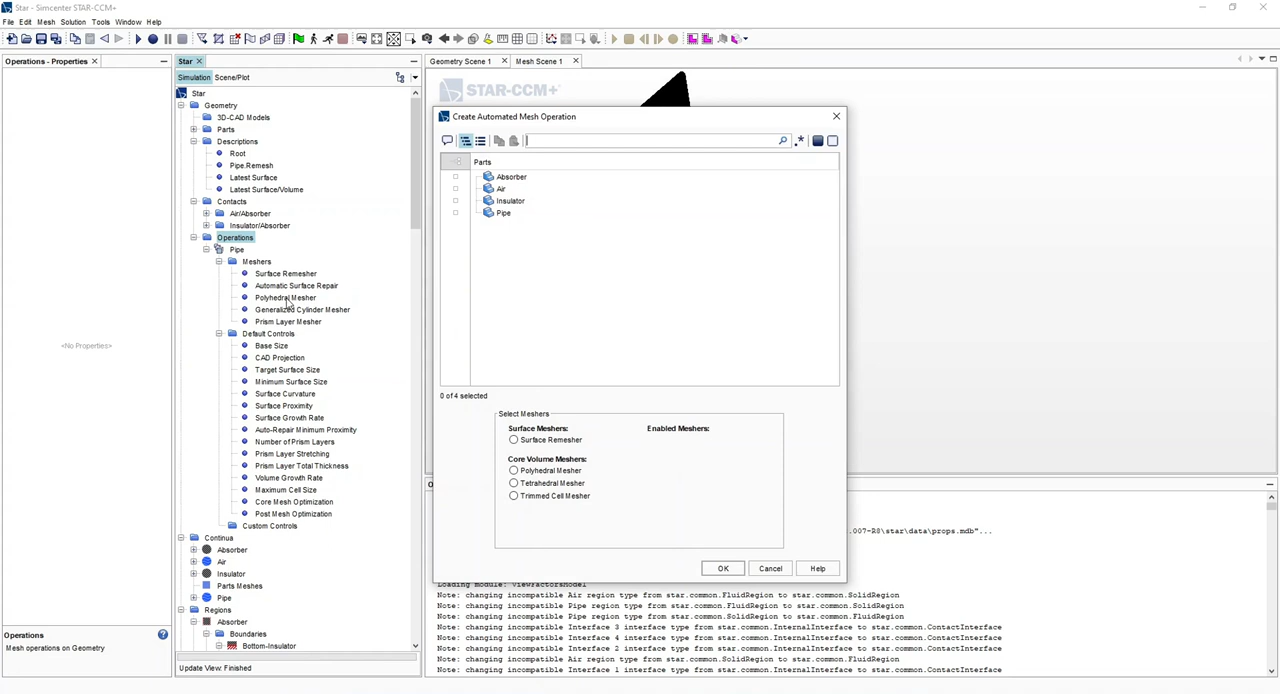 Star - Simcenter STAR-CCM+
File Edit Mesh Solution Tools Window Help
Operations - Properties
<No Properties>
Operations
Mesh operations on Geometry
Star
Simulation Scene/Plot
Star
Geometry
3D-CAD Models
Parts
Descriptions
Root
Pipe.Remesh
Latest Surface
Latest Surface/Volume
Contacts
Air/Absorber
Insulator/Absorber
Operations
Pipe
Meshers
Surface Remesher
Automatic Surface Repair
Polyhedral Mesher
Generalized Cylinder Mesher
Prism Layer Mesher
Default Controls
Base Size
CAD Projection
Target Surface Size
Minimum Surface Size
Surface Curvature
Surface Proximity
Surface Growth Rate
Auto-Repair Minimum Proximity
Number of Prism Layers
Prism Layer Stretching
Prism Layer Total Thickness
Volume Growth Rate
Maximum Cell Size
Core Mesh Optimization
Post Mesh Optimization
Custom Controls
Continua
Absorber
Air
Insulator
Parts Meshes
Pipe
Regions
Absorber
Boundaries
Bottom-Insulator
Update View: Finished
Geometry Scene 1
Mesh Scene 1
STAR-CCM+
Create Automated Mesh Operation
Parts
Absorber
Air
Insulator
Pipe
0 of 4 selected
Select Meshers
Surface Meshers:
Enabled Meshers:
Surface Remesher
Core Volume Meshers:
Polyhedral Mesher
Tetrahedral Mesher
Trimmed Cell Mesher
OK Cancel Help
.007-R8\star\data\props.mdb"...
Loading module: ViewFactorsModel
Note: changing incompatible Air region type from star.common.FluidRegion to star.common.SolidRegion
Note: changing incompatible Pipe region type from star.common.FluidRegion to star.common.SolidRegion
Note: changing incompatible Pipe region type from star.common.SolidRegion to star.common.FluidRegion
Note: changing incompatible Interface 3 interface type from star.common.InternalInterface to star.common.ContactInterface
Note: changing incompatible Interface 4 interface type from star.common.InternalInterface to star.common.ContactInterface
Note: changing incompatible Interface 2 interface type from star.common.InternalInterface to star.common.ContactInterface
Note: changing incompatible Air region type from star.common.SolidRegion to star.common.FluidRegion
Note: changing incompatible Interface 1 interface type from star.common.InternalInterface to star.common.ContactInterface